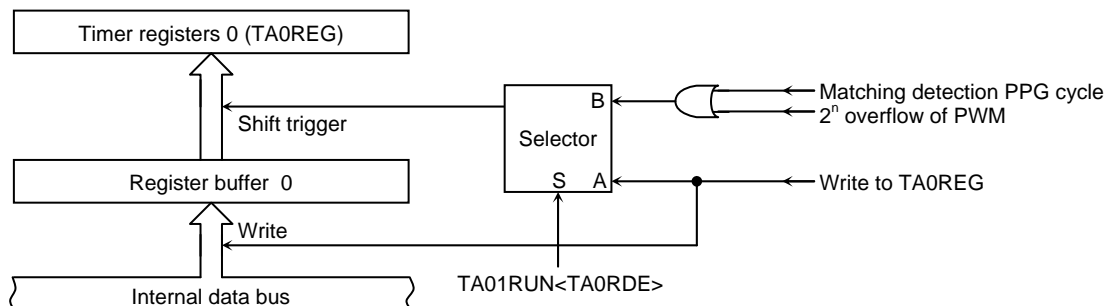 Timer registers 0 (TA0REG)
Matching detection PPG cycle
B
2ⁿ overflow of PWM
Shift trigger
Selector
Register buffer 0
S A
Write to TA0REG
Write
TA01RUN<TA0RDE>
Internal data bus